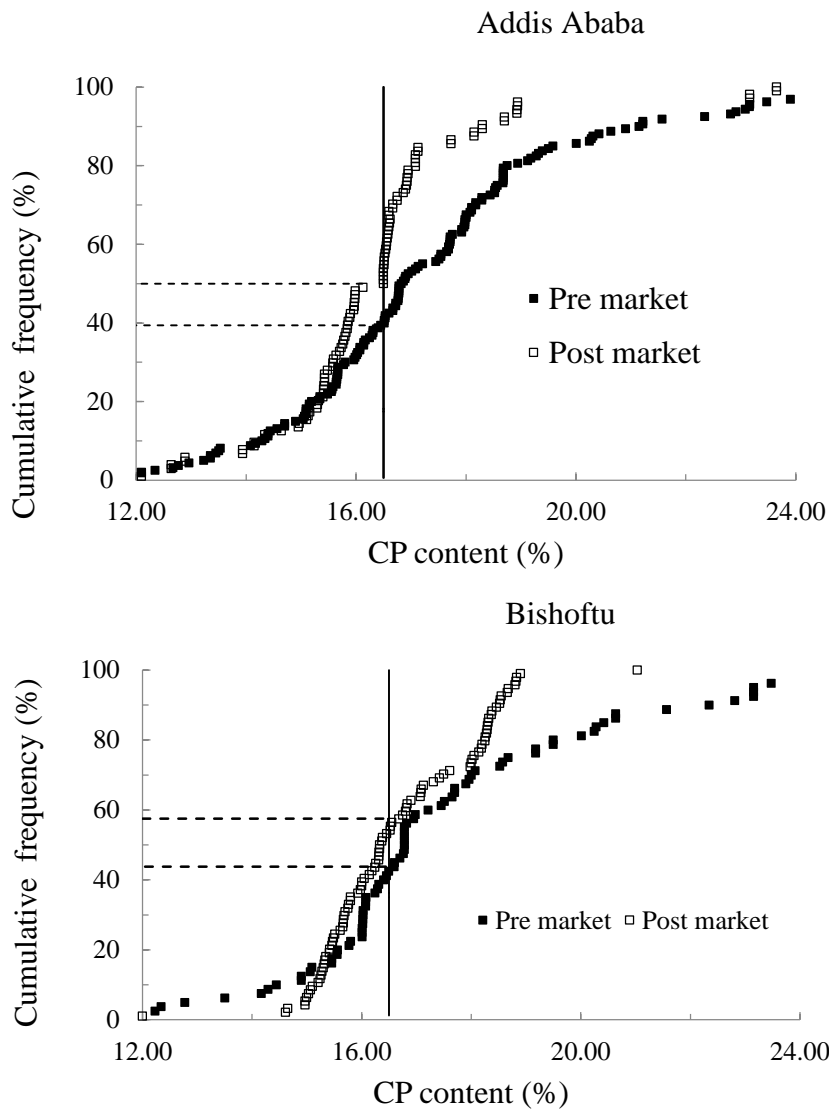 Addis Ababa
Cumulative frequency (%)
100
80
60
40
20
0
Pre market
Post market
12.00 16.00 20.00 24.00
CP content (%)
Bishoftu
Cumulative frequency (%)
100
80
60
40
20
0
Pre market Post market
12.00 16.00 20.00 24.00
CP content (%)